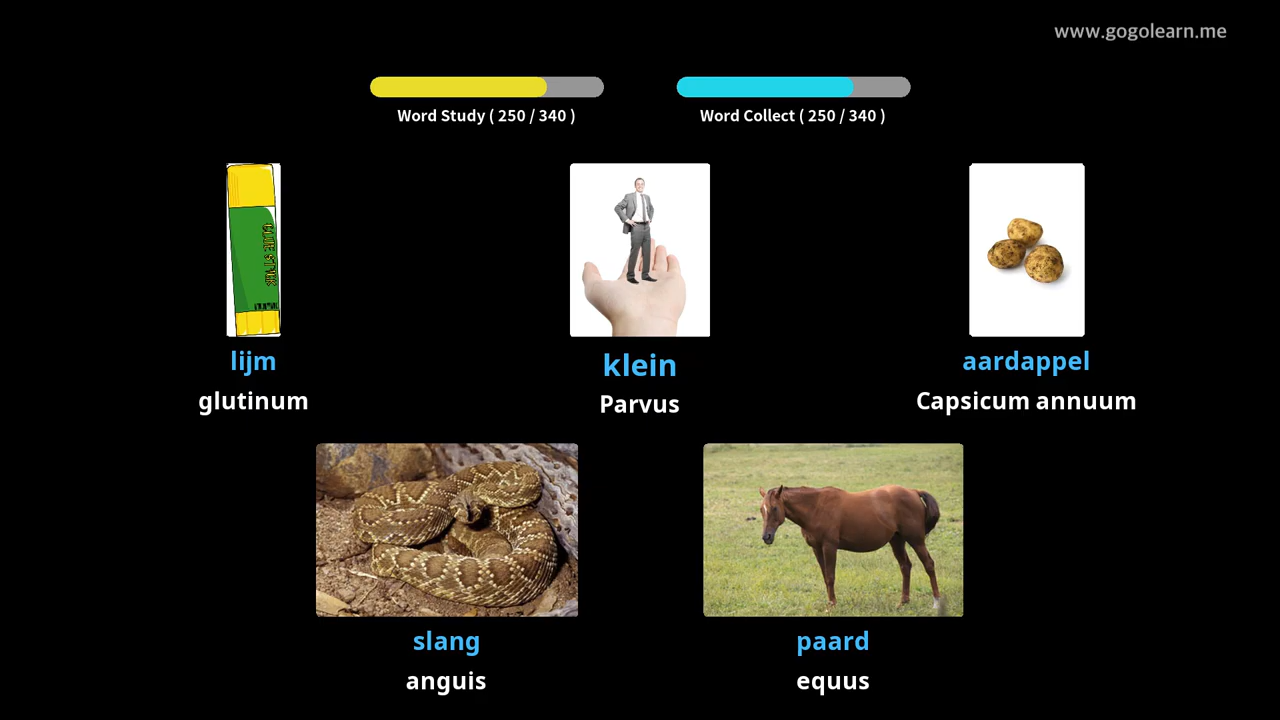 www.gogolearn.me
Word Study ( 250 / 340 )
Word Collect ( 250 / 340 )
lijm
glutinum
klein
Parvus
aardappel
Capsicum annuum
slang
anguis
paard
equus